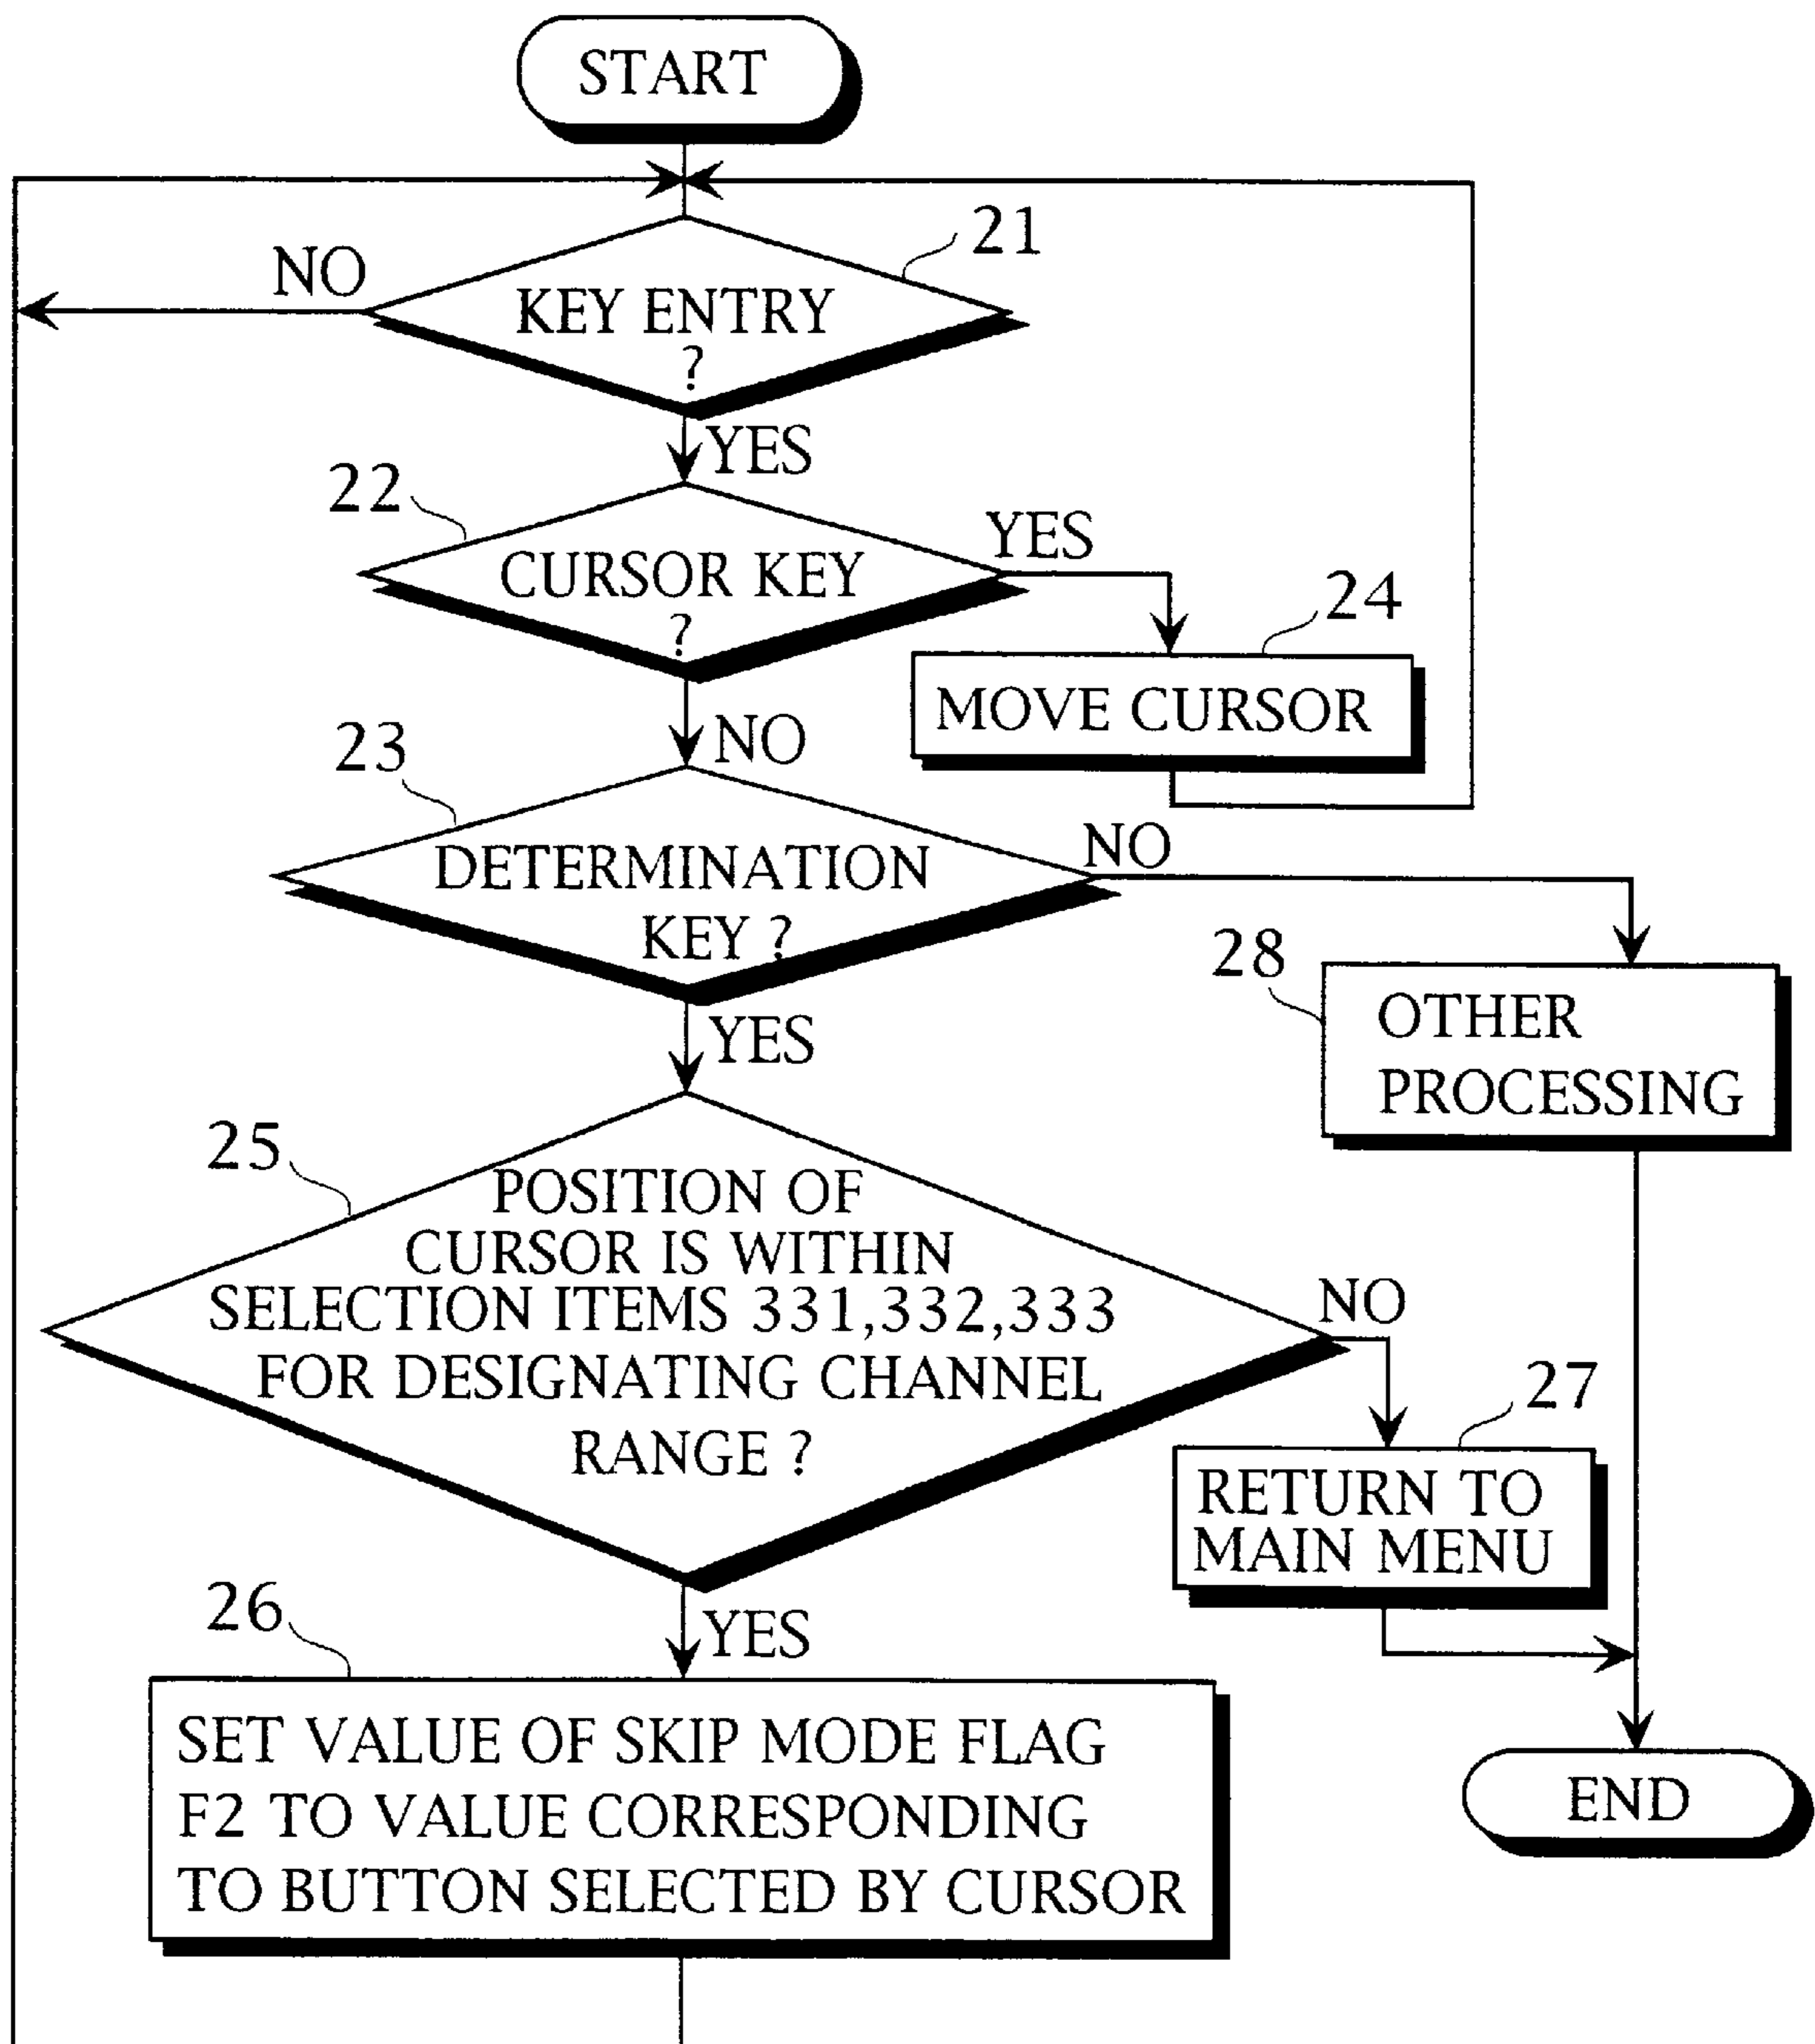 START
21
NO
KEY ENTRY
?
YES
22
YES
CURSOR KEY
?
24
MOVE CURSOR
NO
23
NO
DETERMINATION
KEY ?
28
OTHER
PROCESSING
YES
25
POSITION OF
CURSOR IS WITHIN
SELECTION ITEMS 331,332,333
FOR DESIGNATING CHANNEL
RANGE ?
NO
27
RETURN TO
MAIN MENU
26
YES
SET VALUE OF SKIP MODE FLAG
F2 TO VALUE CORRESPONDING
TO BUTTON SELECTED BY CURSOR
END